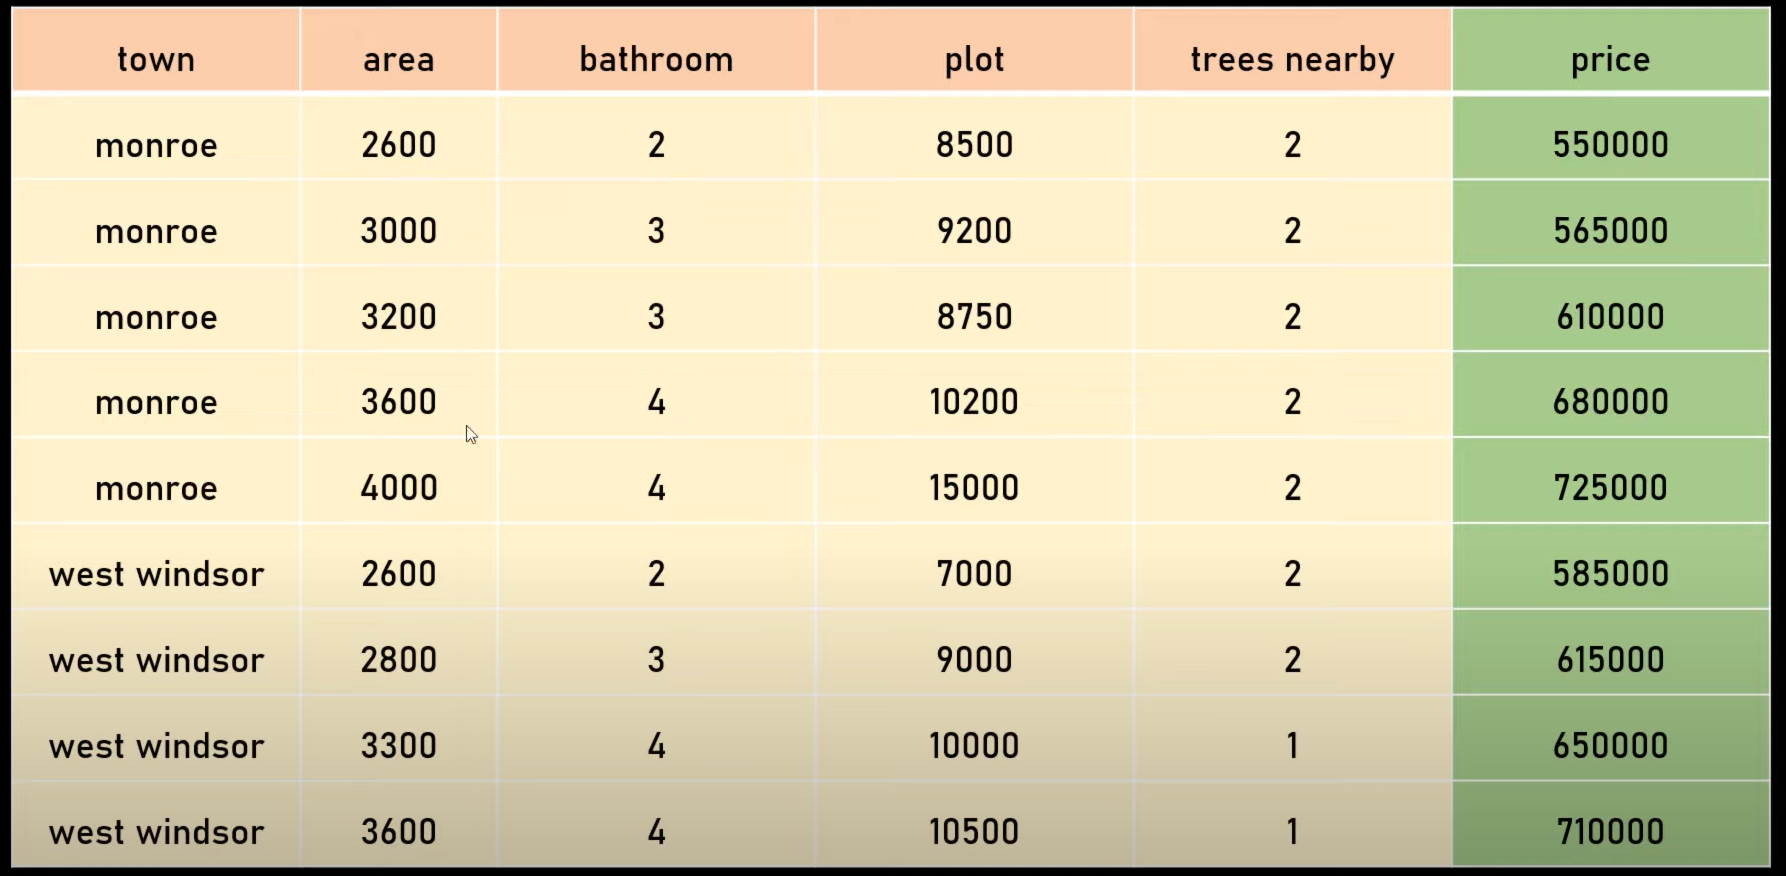 town area bathroom plot trees nearby price
monroe 2600 2 8500 2 550000
monroe 3000 3 9200 2 565000
monroe 3200 3 8750 2 610000
monroe 3600 4 10200 2 680000
monroe 4000 4 15000 2 725000
west windsor 2600 2 7000 2 585000
west windsor 2800 3 9000 2 615000
west windsor 3300 4 10000 1 650000
west windsor 3600 4 10500 1 710000